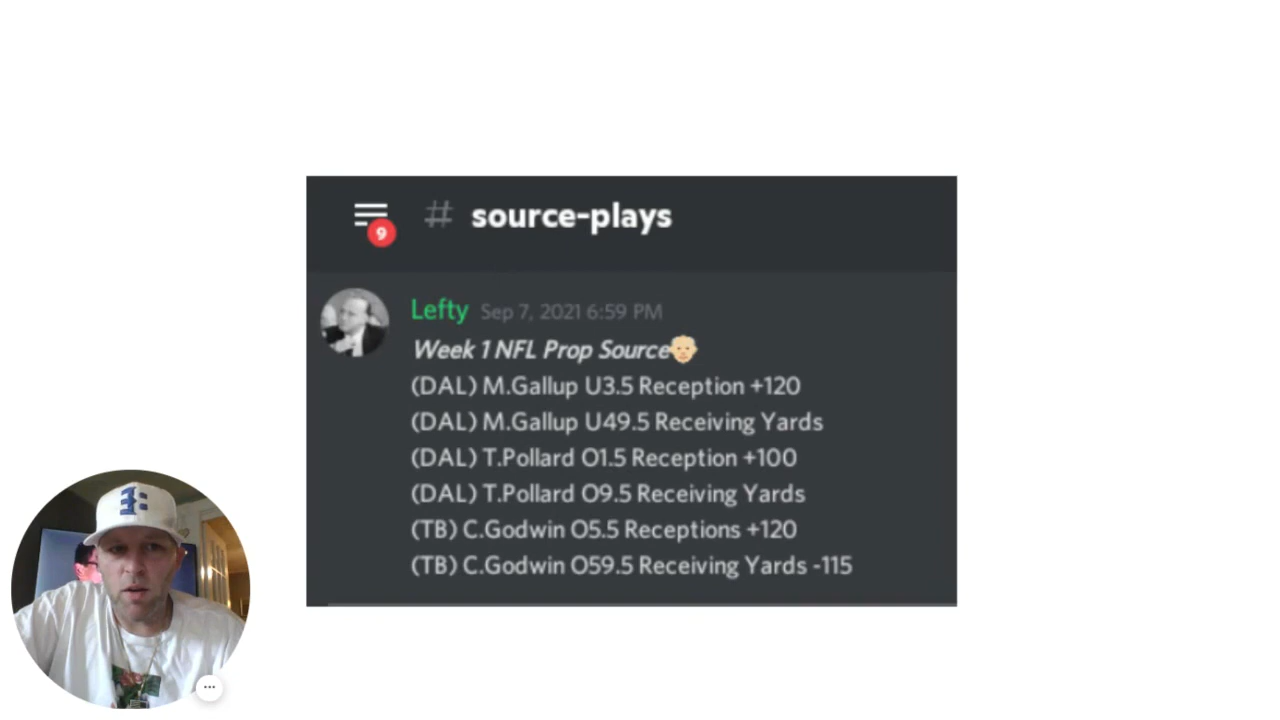 9
# source-plays
Lefty Sep 7, 2021 6:59 PM
Week 1 NFL Prop Source
(DAL) M.Gallup U3.5 Reception +120
(DAL) M.Gallup U49.5 Receiving Yards
(DAL) T.Pollard O1.5 Reception +100
(DAL) T.Pollard O9.5 Receiving Yards
(TB) C.Godwin O5.5 Receptions +120
(TB) C.Godwin O59.5 Receiving Yards -115